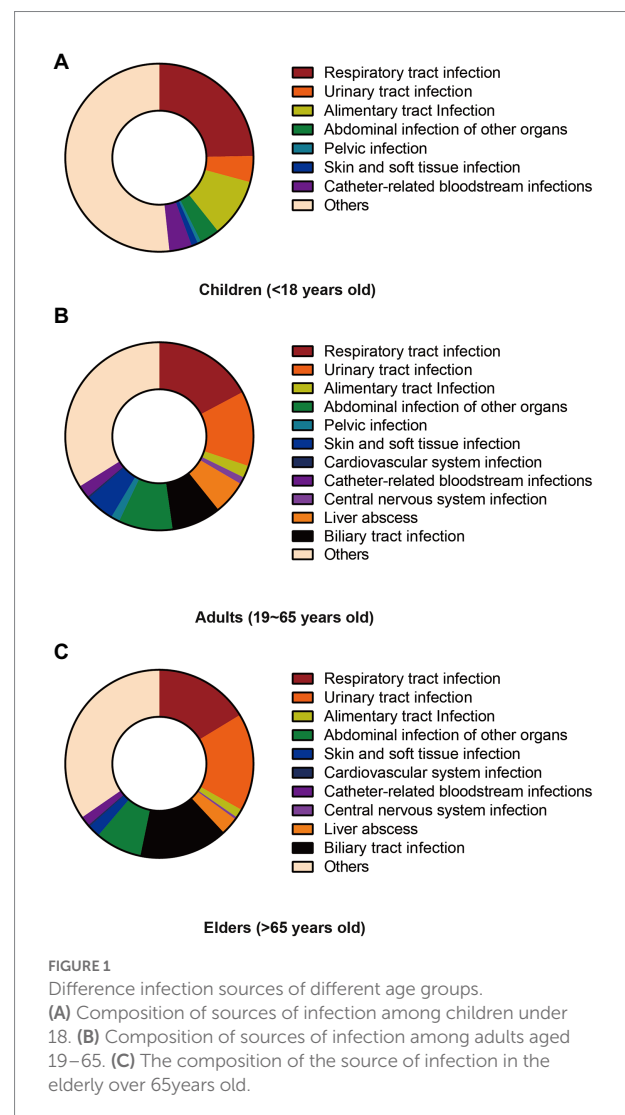 A
Respiratory tract infection
Urinary tract infection
Alimentary tract Infection
Abdominal infection of other organs
Pelvic infection
Skin and soft tissue infection
Catheter-related bloodstream infections
Others
Children (<18 years old)
B
Respiratory tract infection
Urinary tract infection
Alimentary tract Infection
Abdominal infection of other organs
Pelvic infection
Skin and soft tissue infection
Cardiovascular system infection
Catheter-related bloodstream infections
Central nervous system infection
Liver abscess
Biliary tract infection
Others
Adults (19~65 years old)
C
Respiratory tract infection
Urinary tract infection
Alimentary tract Infection
Abdominal infection of other organs
Skin and soft tissue infection
Cardiovascular system infection
Catheter-related bloodstream infections
Central nervous system infection
Liver abscess
Biliary tract infection
Others
Elders (>65 years old)
FIGURE 1
Difference infection sources of different age groups.
(A) Composition of sources of infection among children under
18. (B) Composition of sources of infection among adults aged
19–65. (C) The composition of the source of infection in the
elderly over 65years old.